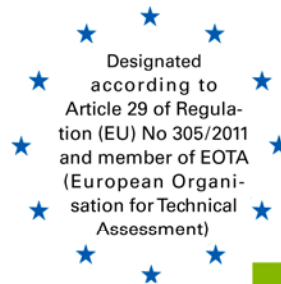 Designated
according to
Article 29 of Regula-
tion (EU) No 305/2011
and member of EOTA
(European Organi-
sation for Technical
Assessment)